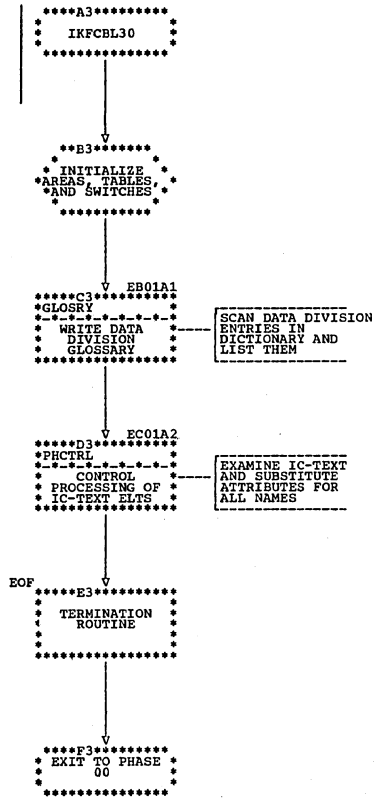 A3
IKFCBL30
B3
INITIALIZE
AREAS, TABLES,
AND SWITCHES
EB01A1
C3
GLOSRY
WRITE DATA
DIVISION
GLOSSARY
SCAN DATA DIVISION
ENTRIES IN
DICTIONARY AND
LIST THEM
EC01A2
D3
PHCTRL
CONTROL
PROCESSING OF
IC-TEXT ELTS
EXAMINE IC-TEXT
AND SUBSTITUTE
ATTRIBUTES FOR
ALL NAMES
EOF
E3
TERMINATION
ROUTINE
F3
EXIT TO PHASE
00